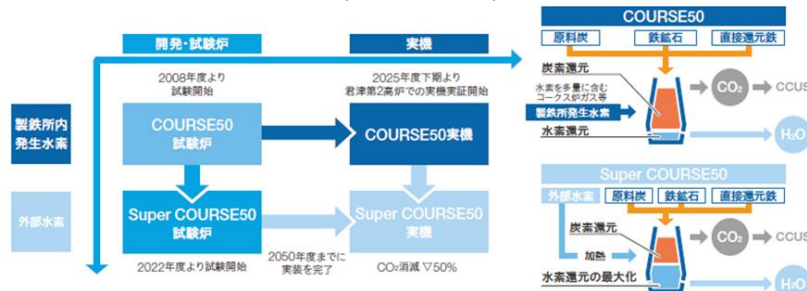 開発・試験炉
実機
2008年度より
試験開始
2025年度下期より
君津第2高炉での実機実証開始
製鉄所内
発生水素
COURSE50
試験炉
COURSE50実機
外部水素
Super COURSE50
試験炉
Super COURSE50
実機
2022年度より試験開始
2050年度までに
実装を完了
CO₂消減 ▽50%
COURSE50
原料炭
鉄鉱石
直接還元鉄
炭素還元
水素を多量に含む
コークス炉ガス等
製鉄所発生水素
水素還元
CO₂
CCUS
H₂O
Super COURSE50
外部水素
原料炭
鉄鉱石
直接還元鉄
炭素還元
加熱
水素還元の最大化
CO₂
CCUS
H₂O